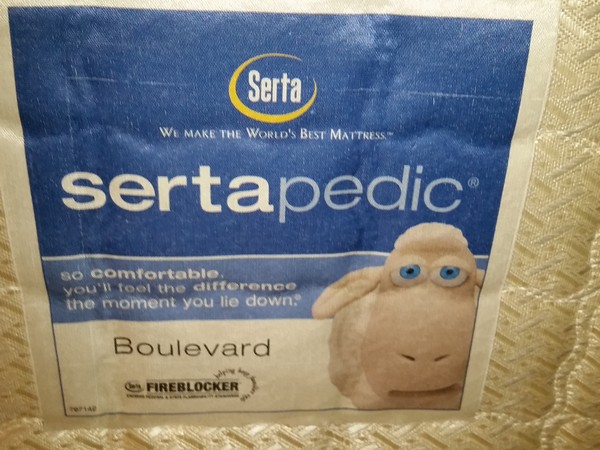 Serta
WE MAKE THE WORLD'S BEST MATTRESS.™
sertapedic®
so comfortable.
you'll feel the difference
the moment you lie down.®
Boulevard
Serta FIREBLOCKER